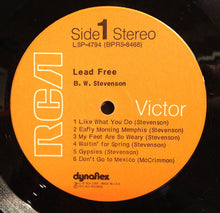 Side 1 Stereo
LSP-4794 (BPRS-8468)
Lead Free
B. W. Stevenson
RCA
Victor
1 Like What You Do (Stevenson)
2 Early Morning Memphis (Stevenson)
3 My Feet Are So Weary (Stevenson)
4 Waitin' for Spring (Stevenson)
5 Gypsies (Stevenson)
6 Don't Go to Mexico (McCrimmon)
dynaflex